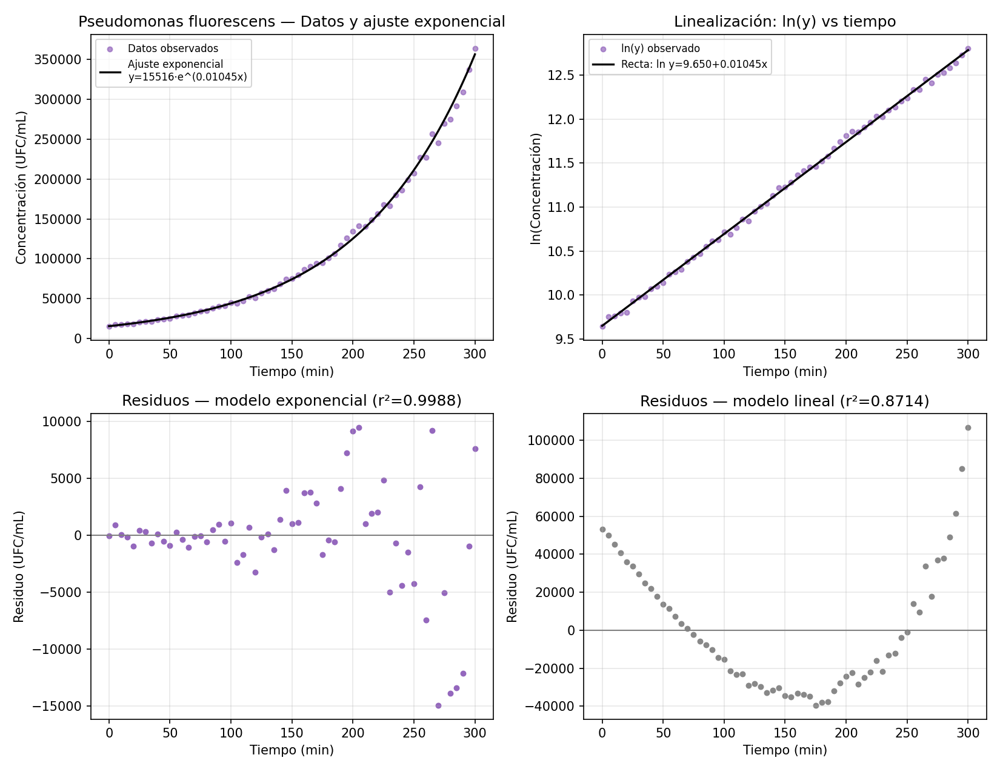 Pseudomonas fluorescens — Datos y ajuste exponencial
Datos observados
Ajuste exponencial
y=15516·e^(0.01045x)
Concentración (UFC/mL)
350000
300000
250000
200000
150000
100000
50000
0
0 50 100 150 200 250 300
Tiempo (min)
Linealización: ln(y) vs tiempo
ln(y) observado
Recta: ln y=9.650+0.01045x
ln(Concentración)
12.5
12.0
11.5
11.0
10.5
10.0
9.5
0 50 100 150 200 250 300
Tiempo (min)
Residuos — modelo exponencial (r²=0.9988)
Residuo (UFC/mL)
10000
5000
0
−5000
−10000
−15000
0 50 100 150 200 250 300
Tiempo (min)
Residuos — modelo lineal (r²=0.8714)
Residuo (UFC/mL)
100000
80000
60000
40000
20000
0
−20000
−40000
0 50 100 150 200 250 300
Tiempo (min)